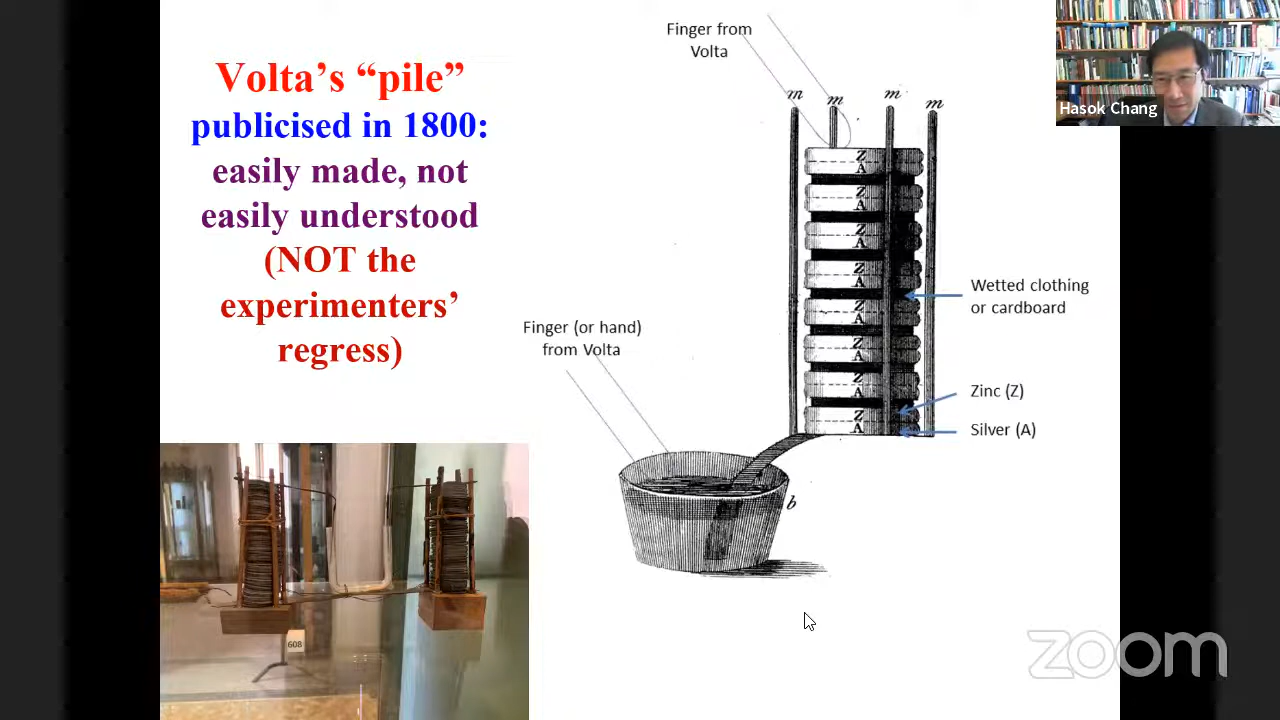 Volta’s “pile”
publicised in 1800:
easily made, not
easily understood
(NOT the
experimenters’
regress)
Finger from
Volta
m
m
m
m
Z
A
Z
A
Z
A
Z
A
Z
A
Z
A
Z
A
Z
A
Wetted clothing
or cardboard
Finger (or hand)
from Volta
Zinc (Z)
Silver (A)
b
608
Hasok Chang
zoom